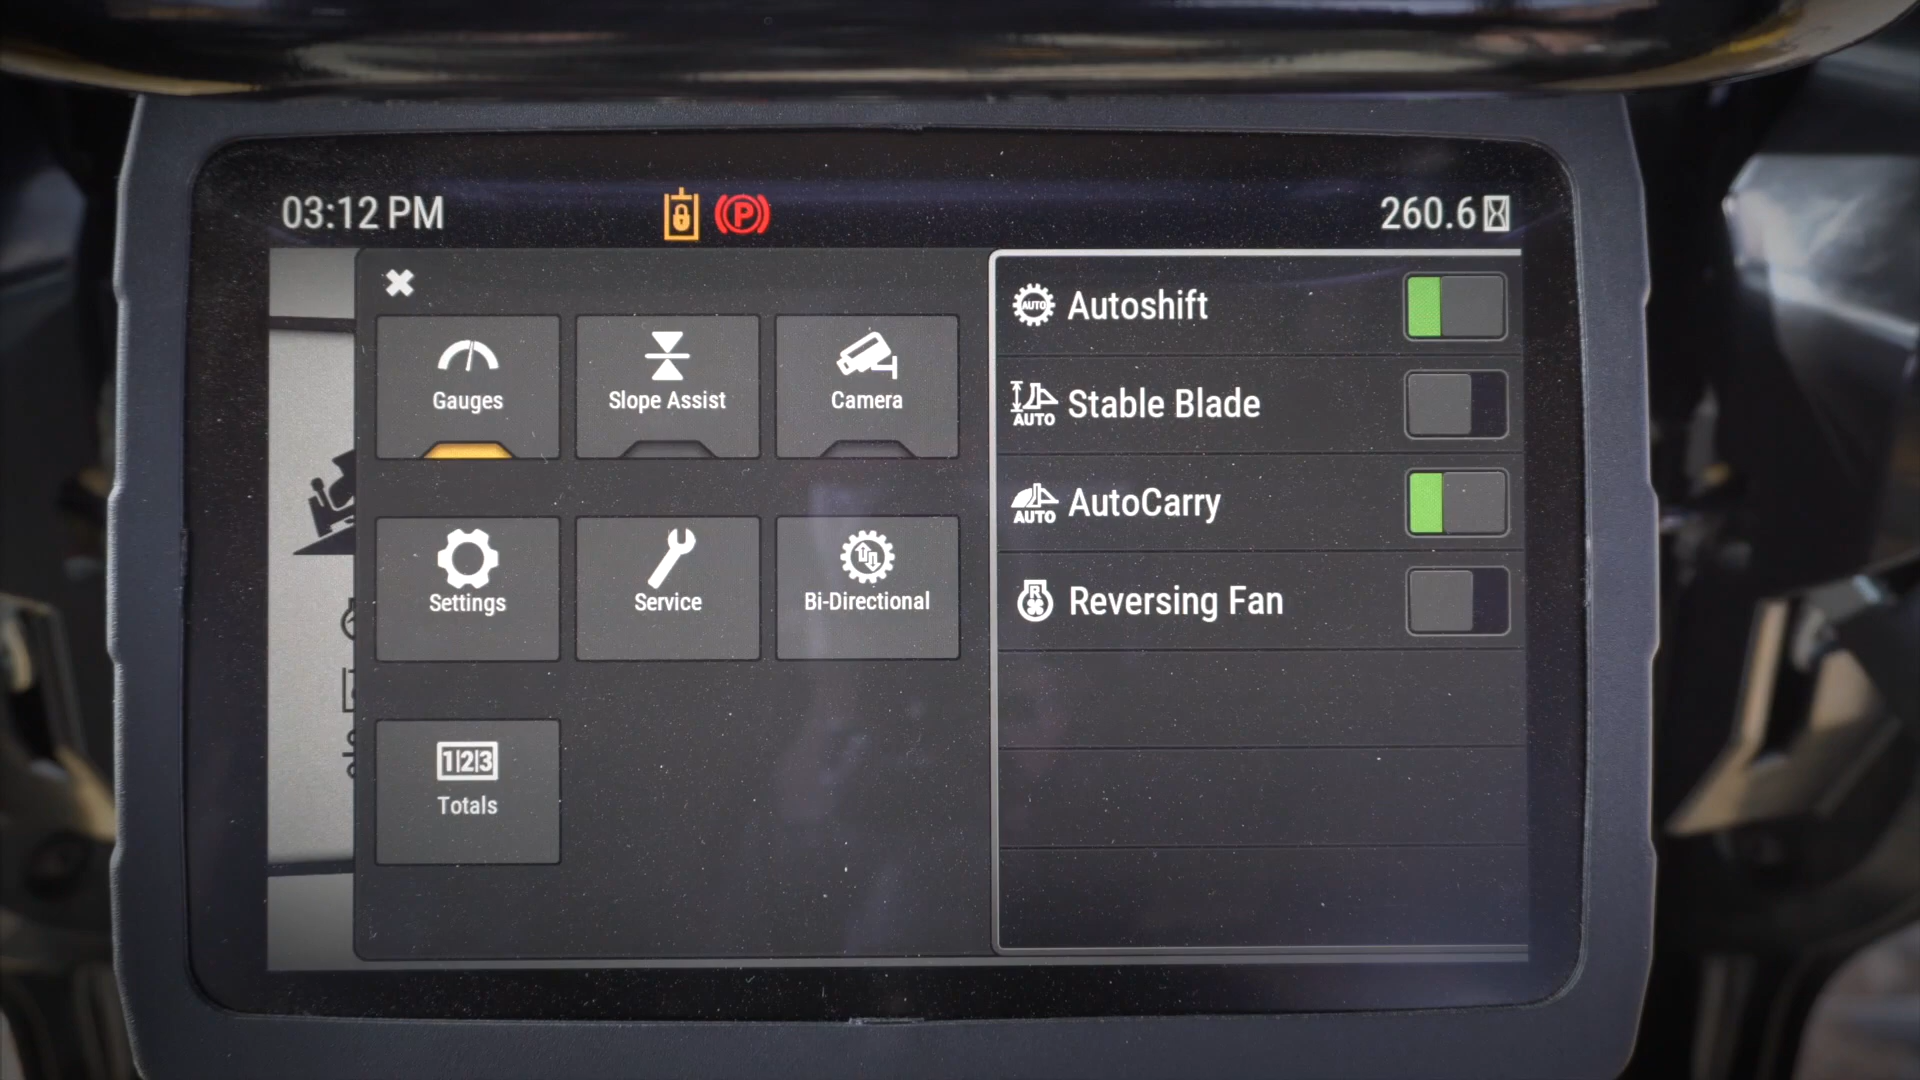 03:12 PM
P
260.6
Gauges
Slope Assist
Camera
Settings
Service
Bi-Directional
1|2|3
Totals
AUTO
Autoshift
AUTO
Stable Blade
AUTO
AutoCarry
R
Reversing Fan